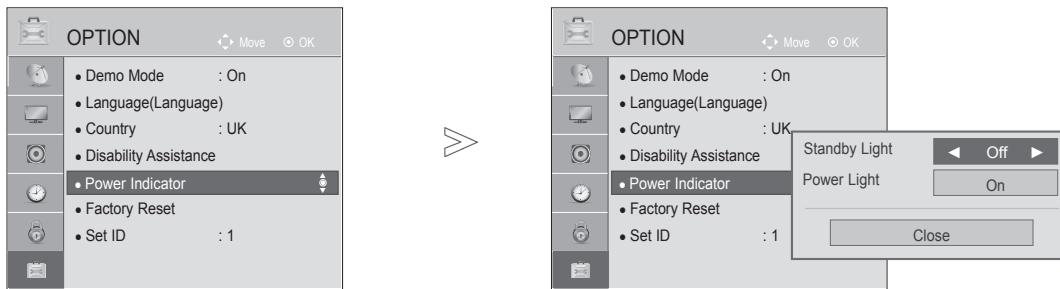 OPTION
Move OK
Demo Mode : On
Language(Language)
Country : UK
Disability Assistance
Power Indicator
Factory Reset
Set ID : 1
OPTION
Move OK
Demo Mode : On
Language(Language)
Country : UK
Disability Assistance
Power Indicator
Factory Reset
Set ID : 1
Standby Light ◄ Off ►
Power Light On
Close